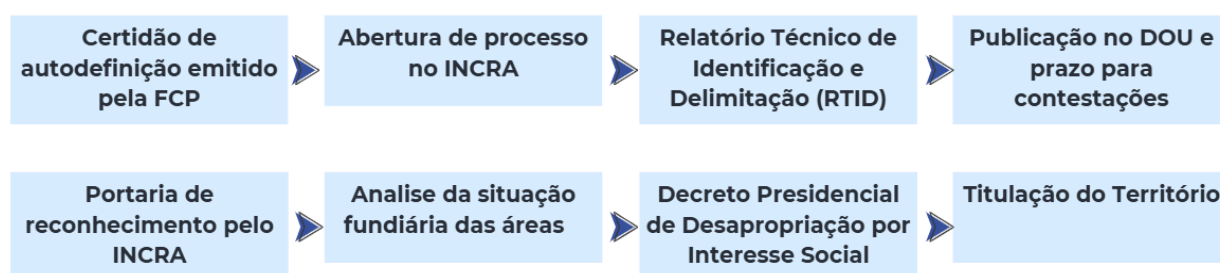 Certidão de
autodefinição emitido
pela FCP
Abertura de processo
no INCRA
Relatório Técnico de
Identificação e
Delimitação (RTID)
Publicação no DOU e
prazo para
contestações
Portaria de
reconhecimento pelo
INCRA
Analise da situação
fundiária das áreas
Decreto Presidencial
de Desapropriação por
Interesse Social
Titulação do Território